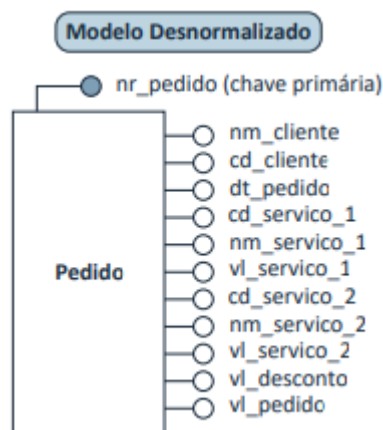 Modelo Desnormalizado
nr_pedido (chave primária)
nm_cliente
cd_cliente
dt_pedido
cd_servico_1
nm_servico_1
Pedido
vl_servico_1
cd_servico_2
nm_servico_2
vl_servico_2
vl_desconto
vl_pedido